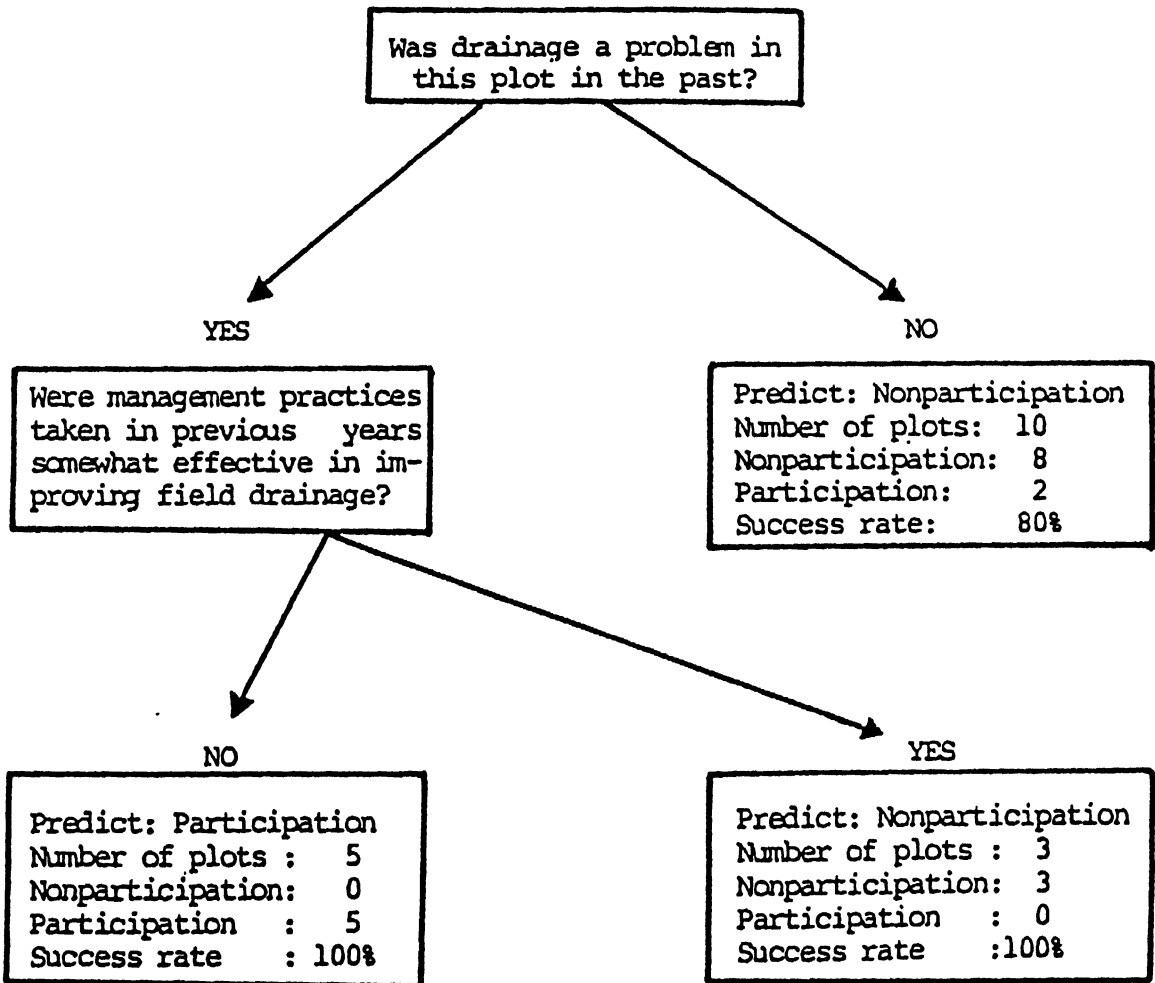 Was drainage a problem in
this plot in the past?
YES
NO
Were management practices
taken in previous years
somewhat effective in im-
proving field drainage?
Predict: Nonparticipation
Number of plots: 10
Nonparticipation: 8
Participation: 2
Success rate: 80%
NO
YES
Predict: Participation
Number of plots : 5
Nonparticipation: 0
Participation : 5
Success rate : 100%
Predict: Nonparticipation
Number of plots : 3
Nonparticipation: 3
Participation : 0
Success rate :100%